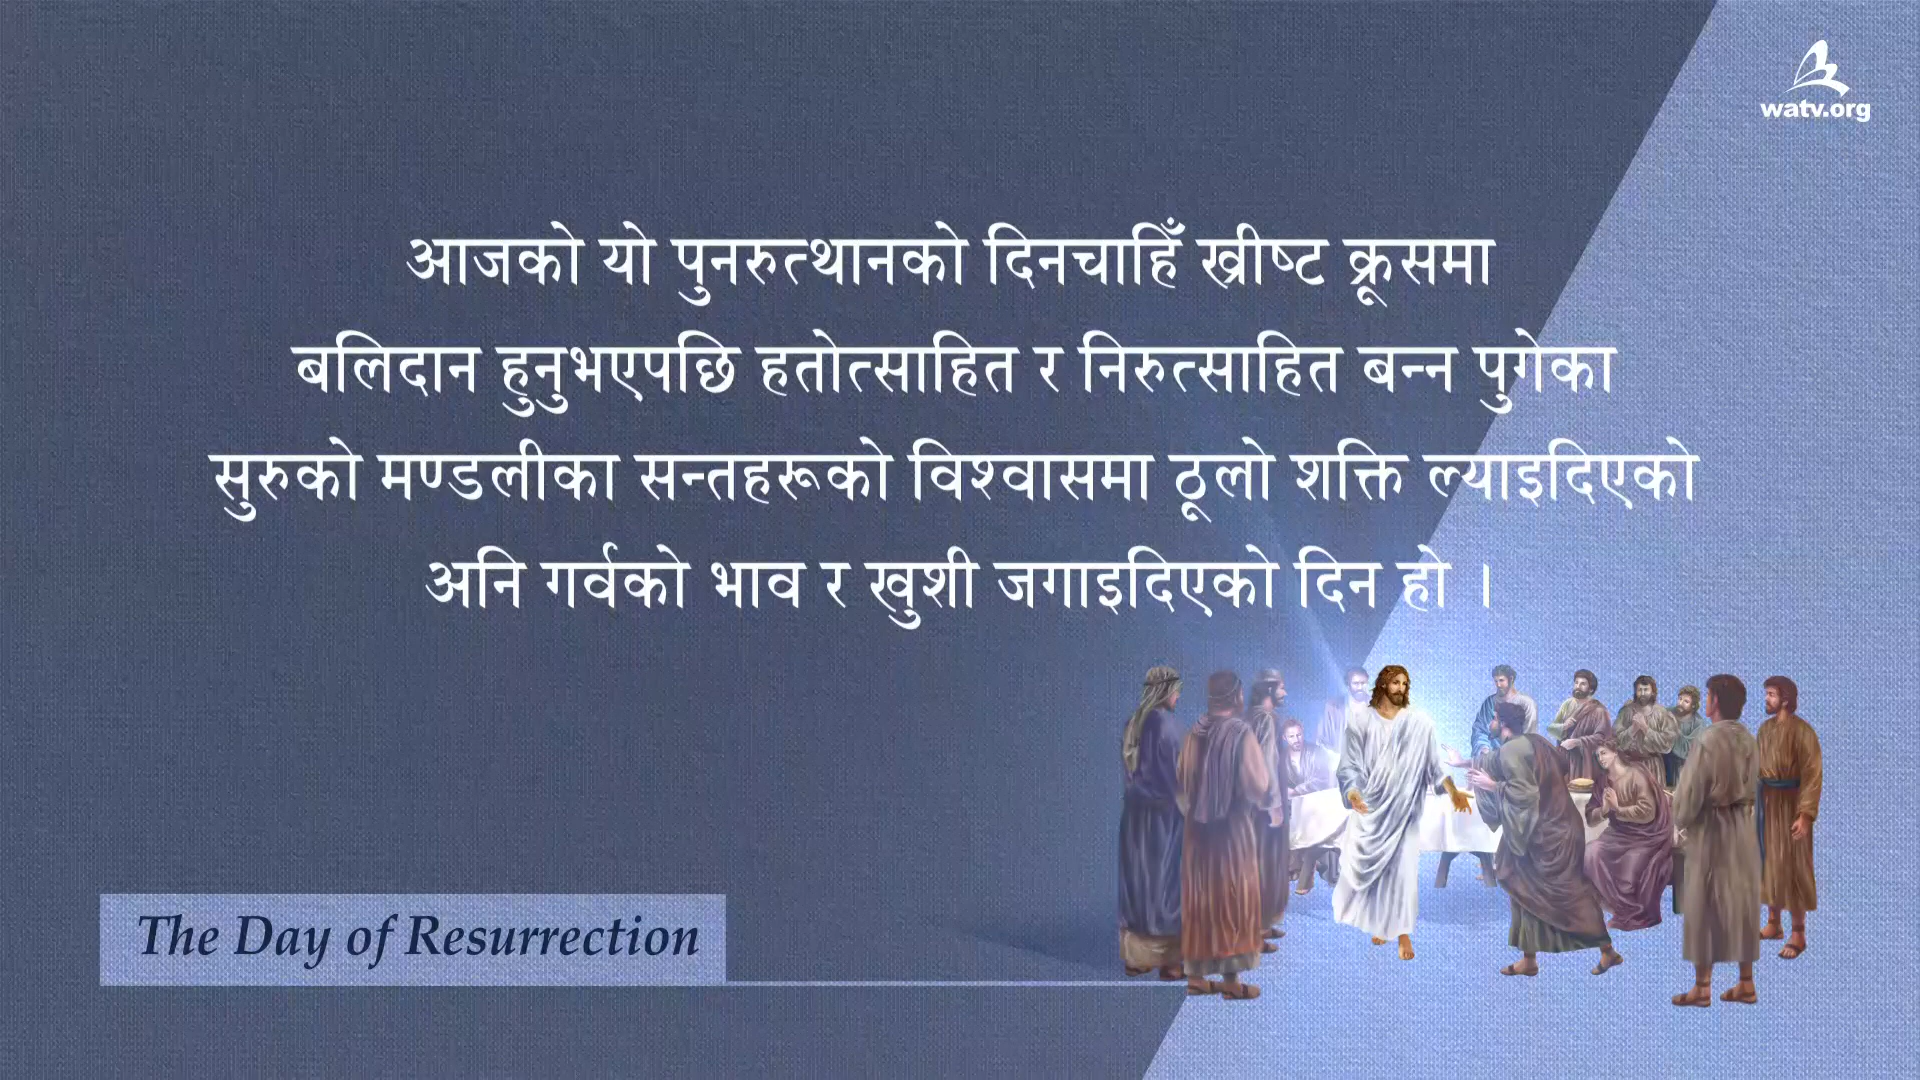 watv.org
आजको यो पुनरुत्थानको दिनचाहिँ ख्रीष्ट क्रूसमा
बलिदान हुनुभएपछि हतोत्साहित र निरुत्साहित बन्न पुगेका
सुरुको मण्डलीका सन्तहरूको विश्वासमा ठूलो शक्ति ल्याइदिएको
अनि गर्वको भाव र खुशी जगाइदिएको दिन हो ।
The Day of Resurrection